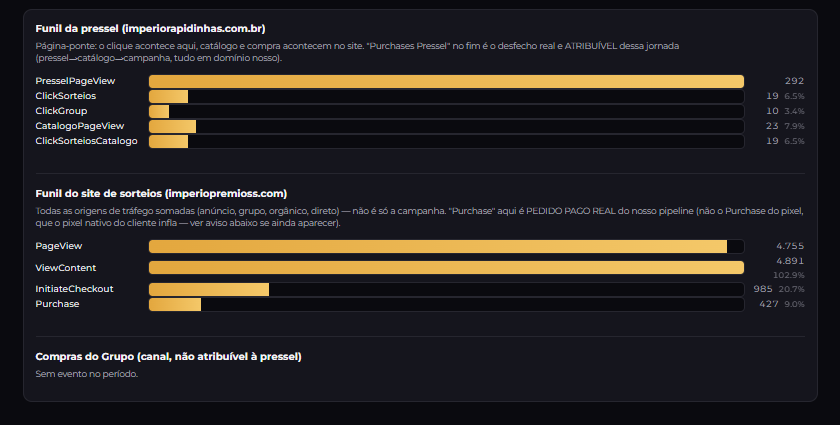 Funil da pressel (imperiorapidinhas.com.br)
Página-ponte: o clique acontece aqui, catálogo e compra acontecem no site. "Purchases Pressel" no fim é o desfecho real e ATRIBUÍVEL dessa jornada
(pressel→catálogo→campanha, tudo em domínio nosso).
PresselPageView 292
ClickSorteios 19 6.5%
ClickGroup 10 3.4%
CatalogoPageView 23 7.9%
ClickSorteiosCatalogo 19 6.5%
Funil do site de sorteios (imperiopremioss.com)
Todas as origens de tráfego somadas (anúncio, grupo, orgânico, direto) — não é só a campanha. "Purchase" aqui é PEDIDO PAGO REAL do nosso pipeline (não o Purchase do pixel,
que o pixel nativo do cliente infla — ver aviso abaixo se ainda aparecer).
PageView 4.755
ViewContent 4.891
102.9%
InitiateCheckout 985 20.7%
Purchase 427 9.0%
Compras do Grupo (canal, não atribuível à pressel)
Sem evento no período.